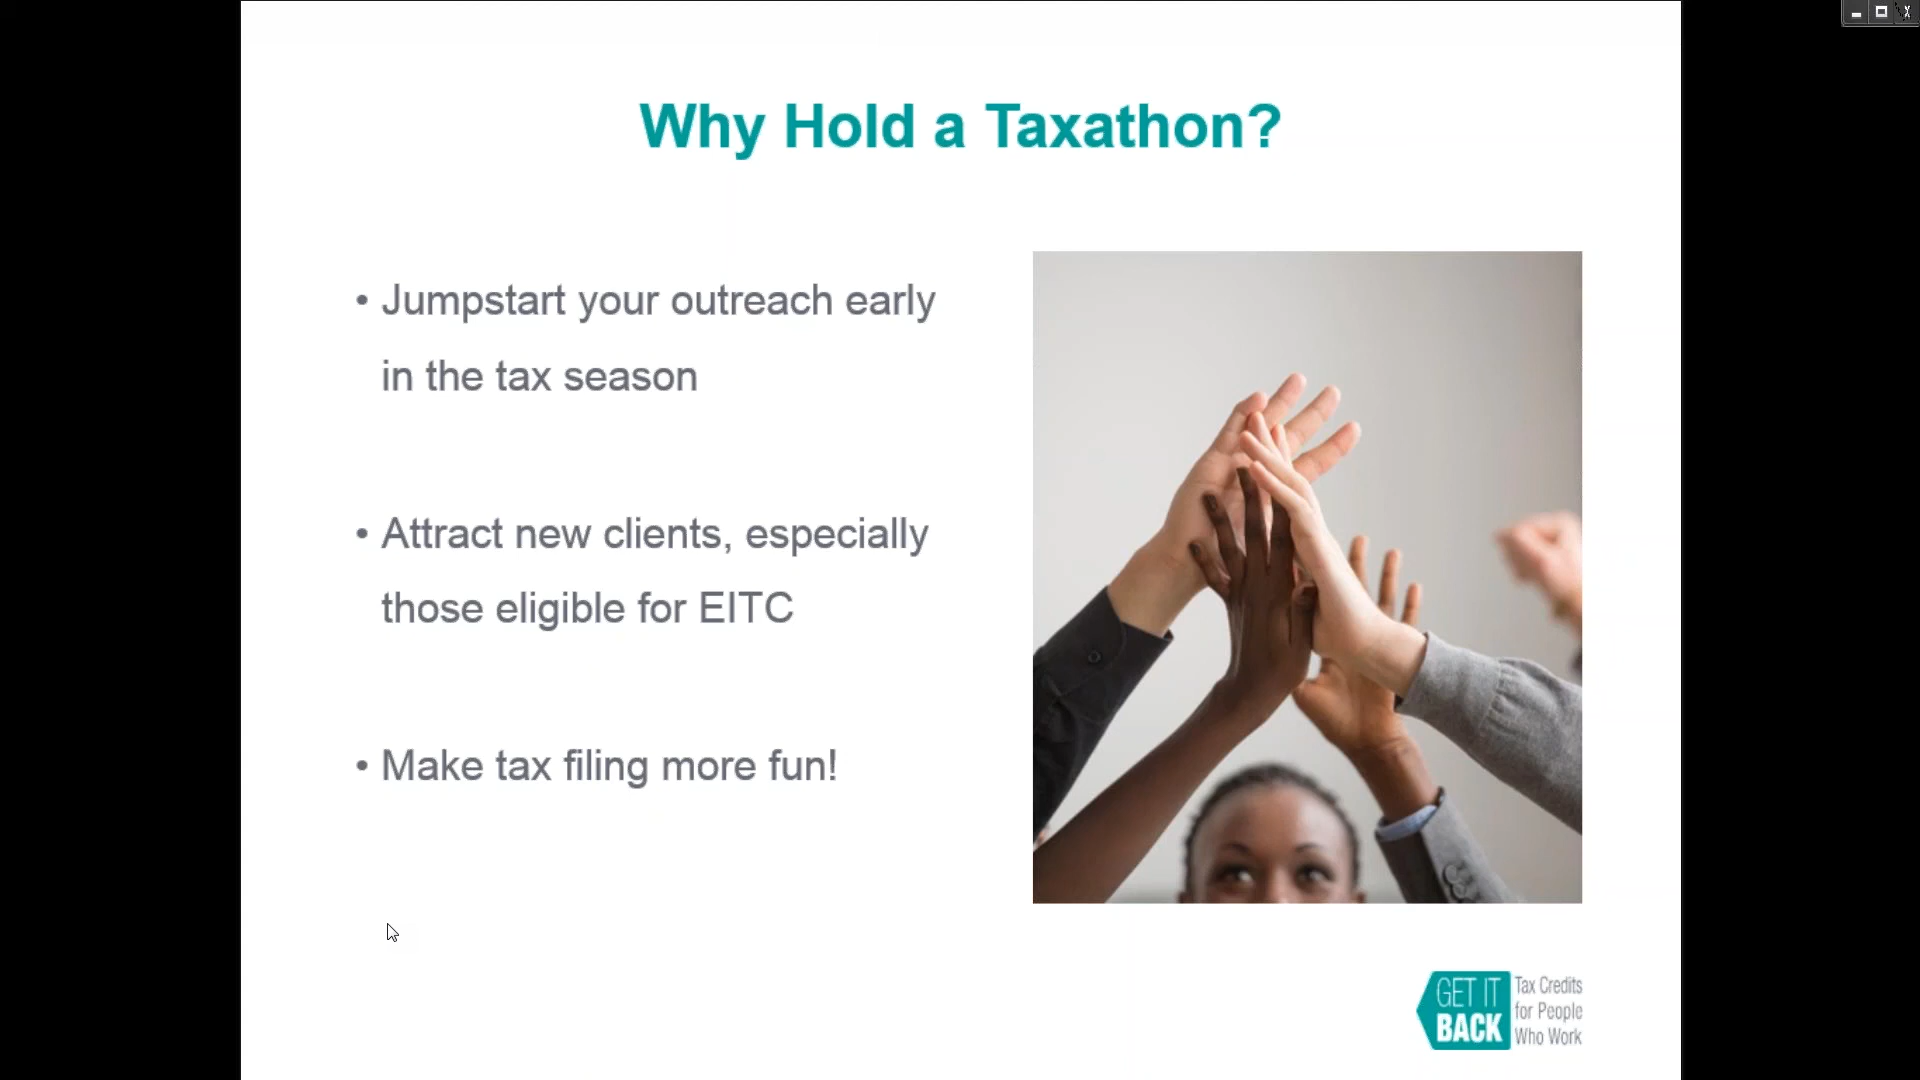 Why Hold a Taxathon?
• Jumpstart your outreach early
in the tax season
• Attract new clients, especially
those eligible for EITC
• Make tax filing more fun!
GET IT
BACK
Tax Credits
for People
Who Work